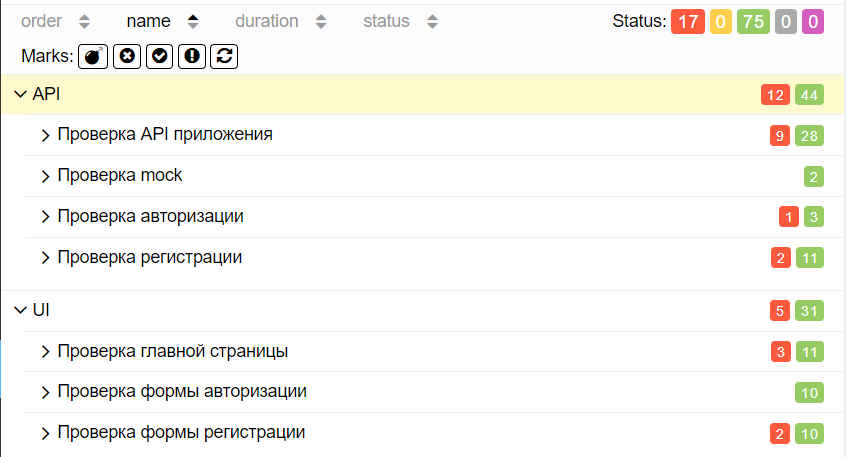 order name duration status Status: 17 0 75 0 0
Marks:
API 12 44
Проверка API приложения 9 28
Проверка mock 2
Проверка авторизации 1 3
Проверка регистрации 2 11
UI 5 31
Проверка главной страницы 3 11
Проверка формы авторизации 10
Проверка формы регистрации 2 10